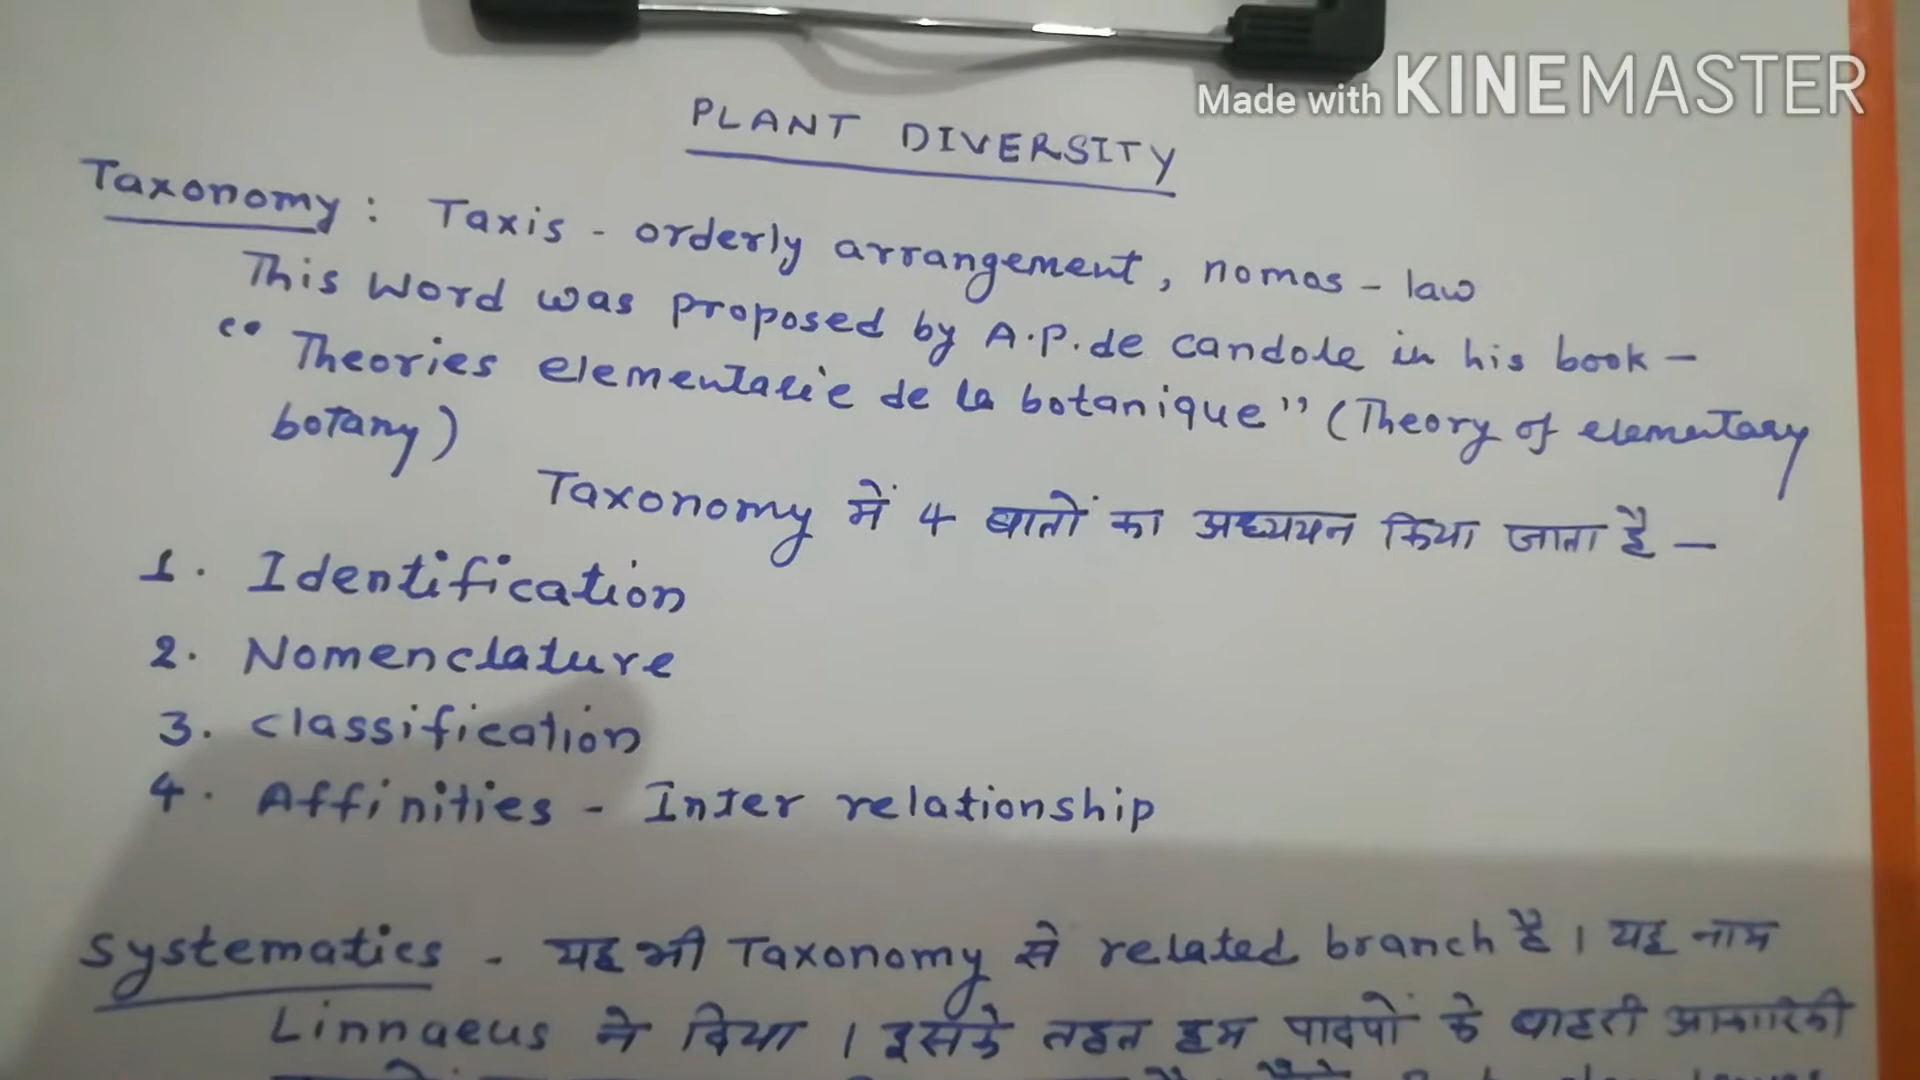 Made with KINEMASTER
PLANT DIVERSITY
Taxonomy : Taxis - orderly arrangement, nomos - law
This word was proposed by A.P. de candole in his book -
"Theories elementarie de la botanique" (Theory of elementary
botany)
Taxonomy में 4 बातों का अध्ययन किया जाता है -
1. Identification
2. Nomenclature
3. classification
4. Affinities - Inter relationship
Systematics - यह भी Taxonomy से related branch है । यह नाम
Linnaeus ने दिया । इसके तहत हम पादपों के बाहरी आकारिकी